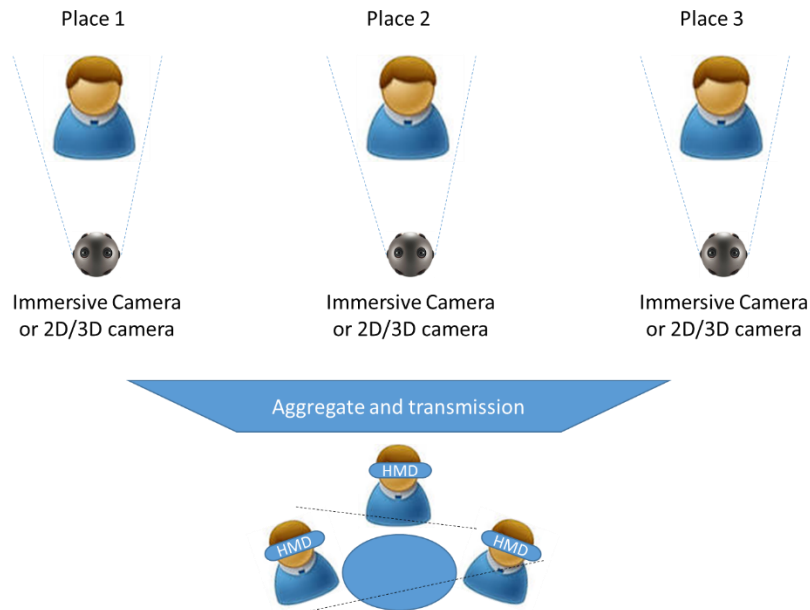 Place 1
Place 2
Place 3
Immersive Camera
or 2D/3D camera
Immersive Camera
or 2D/3D camera
Immersive Camera
or 2D/3D camera
Aggregate and transmission
HMD
HMD
HMD